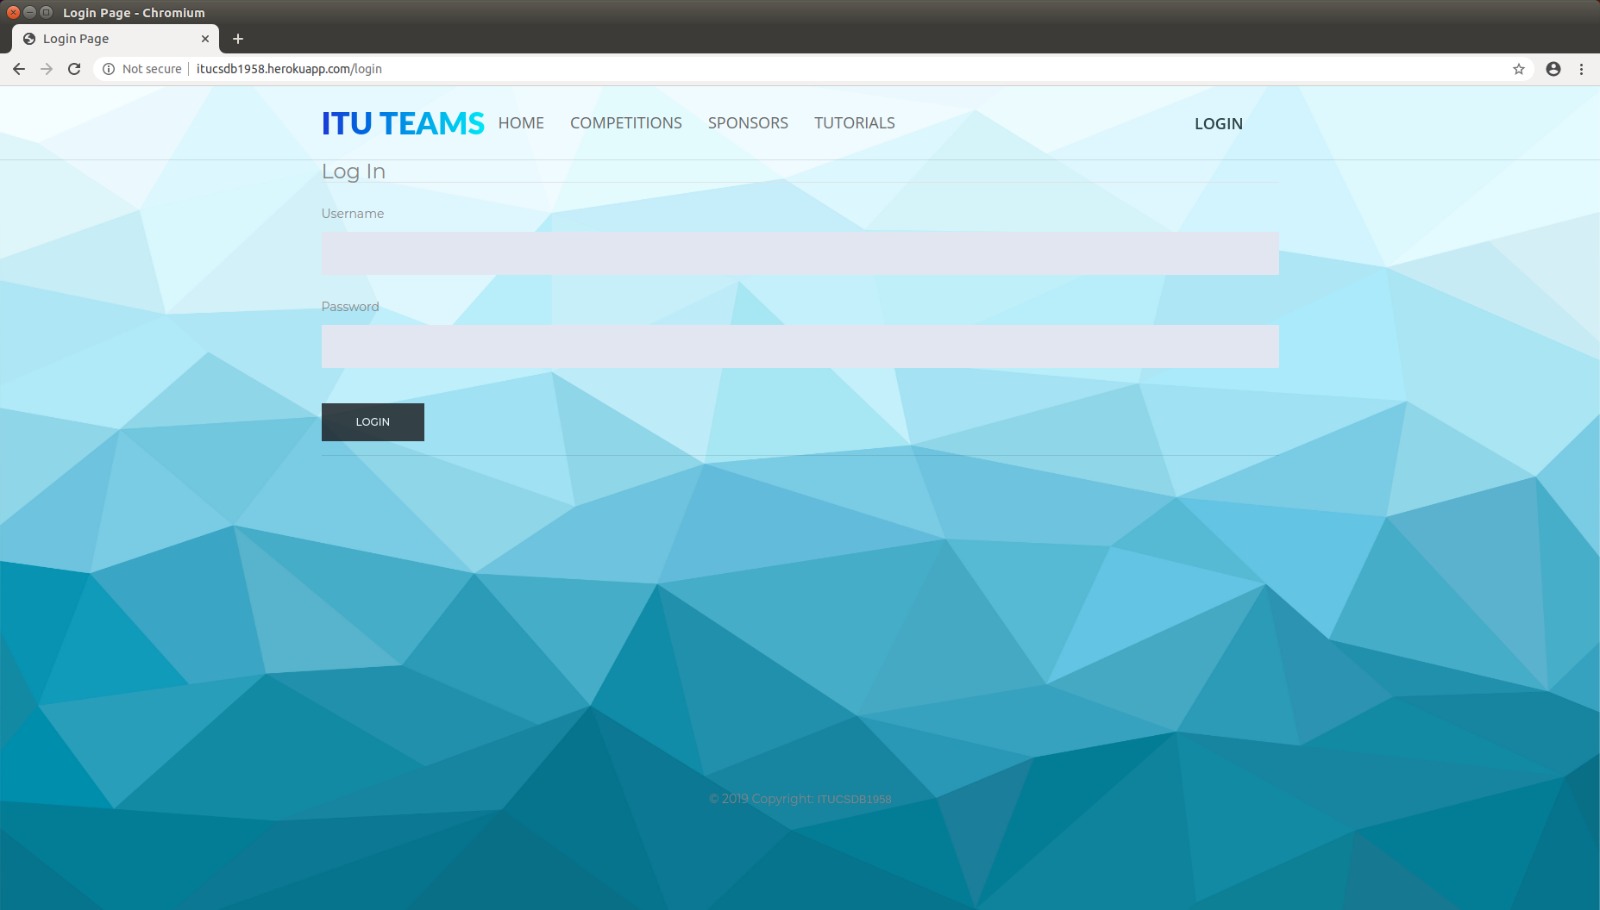 Login Page - Chromium
Login Page
Not secure itucsdb1958.herokuapp.com/login
ITU TEAMS HOME COMPETITIONS SPONSORS TUTORIALS LOGIN
Log In
Username
Password
LOGIN
© 2019 Copyright: ITUCSDB1958